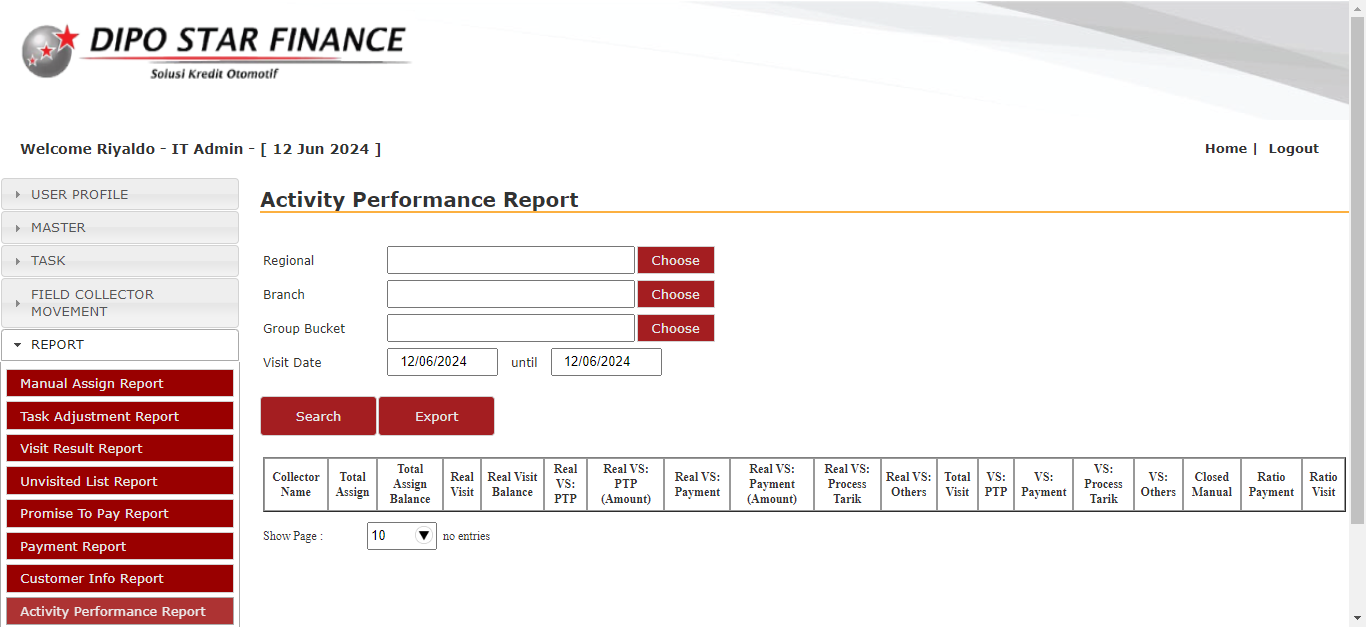 DIPO STAR FINANCE
Solusi Kredit Otomotif
Welcome Riyaldo - IT Admin - [ 12 Jun 2024 ]
Home | Logout
USER PROFILE
MASTER
TASK
FIELD COLLECTOR
MOVEMENT
REPORT
Manual Assign Report
Task Adjustment Report
Visit Result Report
Unvisited List Report
Promise To Pay Report
Payment Report
Customer Info Report
Activity Performance Report
Activity Performance Report
Regional Choose
Branch Choose
Group Bucket Choose
Visit Date 12/06/2024 until 12/06/2024
Search Export
Collector Name
Total Assign
Total Assign Balance
Real Visit
Real Visit Balance
Real VS: PTP
Real VS: PTP (Amount)
Real VS: Payment
Real VS: Payment (Amount)
Real VS: Process Tarik
Real VS: Others
Total Visit
VS: PTP
VS: Payment
VS: Process Tarik
VS: Others
Closed Manual
Ratio Payment
Ratio Visit
Show Page : 10 no entries